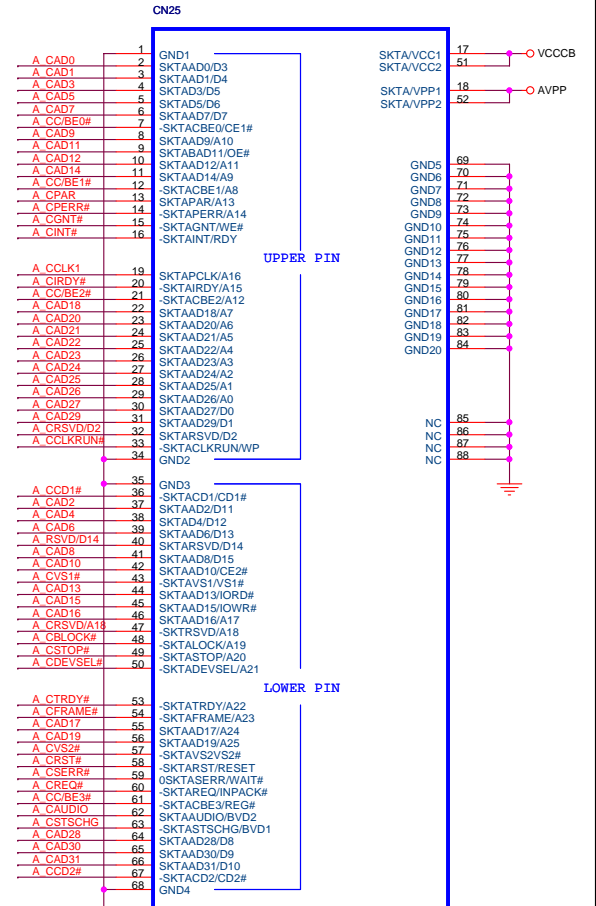 CN25
1 GND1
A_CAD0 2 SKTAAD0/D3
A_CAD1 3 SKTAAD1/D4
A_CAD3 4 SKTAD3/D5
A_CAD5 5 SKTAD5/D6
A_CAD7 6 SKTAAD7/D7
A_CC/BE0# 7 -SKTACBE0/CE1#
A_CAD9 8 SKTAAD9/A10
A_CAD11 9 SKTABAD11/OE#
A_CAD12 10 SKTAAD12/A11
A_CAD14 11 SKTAAD14/A9
A_CC/BE1# 12 -SKTACBE1/A8
A_CPAR 13 SKTAPAR/A13
A_CPERR# 14 -SKTAPERR/A14
A_CGNT# 15 -SKTAGNT/WE#
A_CINT# 16 -SKTAINT/RDY
UPPER PIN
A_CCLK1 19 SKTAPCLK/A16
A_CIRDY# 20 -SKTAIRDY/A15
A_CC/BE2# 21 -SKTACBE2/A12
A_CAD18 22 SKTAAD18/A7
A_CAD20 23 SKTAAD20/A6
A_CAD21 24 SKTAAD21/A5
A_CAD22 25 SKTAAD22/A4
A_CAD23 26 SKTAAD23/A3
A_CAD24 27 SKTAAD24/A2
A_CAD25 28 SKTAAD25/A1
A_CAD26 29 SKTAAD26/A0
A_CAD27 30 SKTAAD27/D0
A_CAD29 31 SKTAAD29/D1
A_CRSVD/D2 32 SKTARSVD/D2
A_CCLKRUN# 33 -SKTACLKRUN/WP
34 GND2
35 GND3
A_CCD1# 36 -SKTACD1/CD1#
A_CAD2 37 SKTAAD2/D11
A_CAD4 38 SKTAD4/D12
A_CAD6 39 SKTAAD6/D13
A_RSVD/D14 40 SKTARSVD/D14
A_CAD8 41 SKTAAD8/D15
A_CAD10 42 SKTAAD10/CE2#
A_CVS1# 43 -SKTAVS1/VS1#
A_CAD13 44 SKTAAD13/IORD#
A_CAD15 45 SKTAAD15/IOWR#
A_CAD16 46 SKTAAD16/A17
A_CRSVD/A18 47 -SKTRSVD/A18
A_CBLOCK# 48 -SKTALOCK/A19
A_CSTOP# 49 -SKTASTOP/A20
A_CDEVSEL# 50 -SKTADEVSEL/A21
LOWER PIN
A_CTRDY# 53 -SKTATRDY/A22
A_CFRAME# 54 -SKTAFRAME/A23
A_CAD17 55 SKTAAD17/A24
A_CAD19 56 SKTAAD19/A25
A_CVS2# 57 -SKTAVS2VS2#
A_CRST# 58 -SKTARST/RESET
A_CSERR# 59 0SKTASERR/WAIT#
A_CREQ# 60 -SKTAREQ/INPACK#
A_CC/BE3# 61 -SKTACBE3/REG#
A_CAUDIO 62 SKTAAUDIO/BVD2
A_CSTSCHG 63 -SKTASTSCHG/BVD1
A_CAD28 64 SKTAAD28/D8
A_CAD30 65 SKTAAD30/D9
A_CAD31 66 SKTAAD31/D10
A_CCD2# 67 -SKTACD2/CD2#
68 GND4
SKTA/VCC1 17 VCCCB
SKTA/VCC2 51
SKTA/VPP1 18 AVPP
SKTA/VPP2 52
GND5 69
GND6 70
GND7 71
GND8 72
GND9 73
GND10 74
GND11 75
GND12 76
GND13 77
GND14 78
GND15 79
GND16 80
GND17 81
GND18 82
GND19 83
GND20 84
NC 85
NC 86
NC 87
NC 88